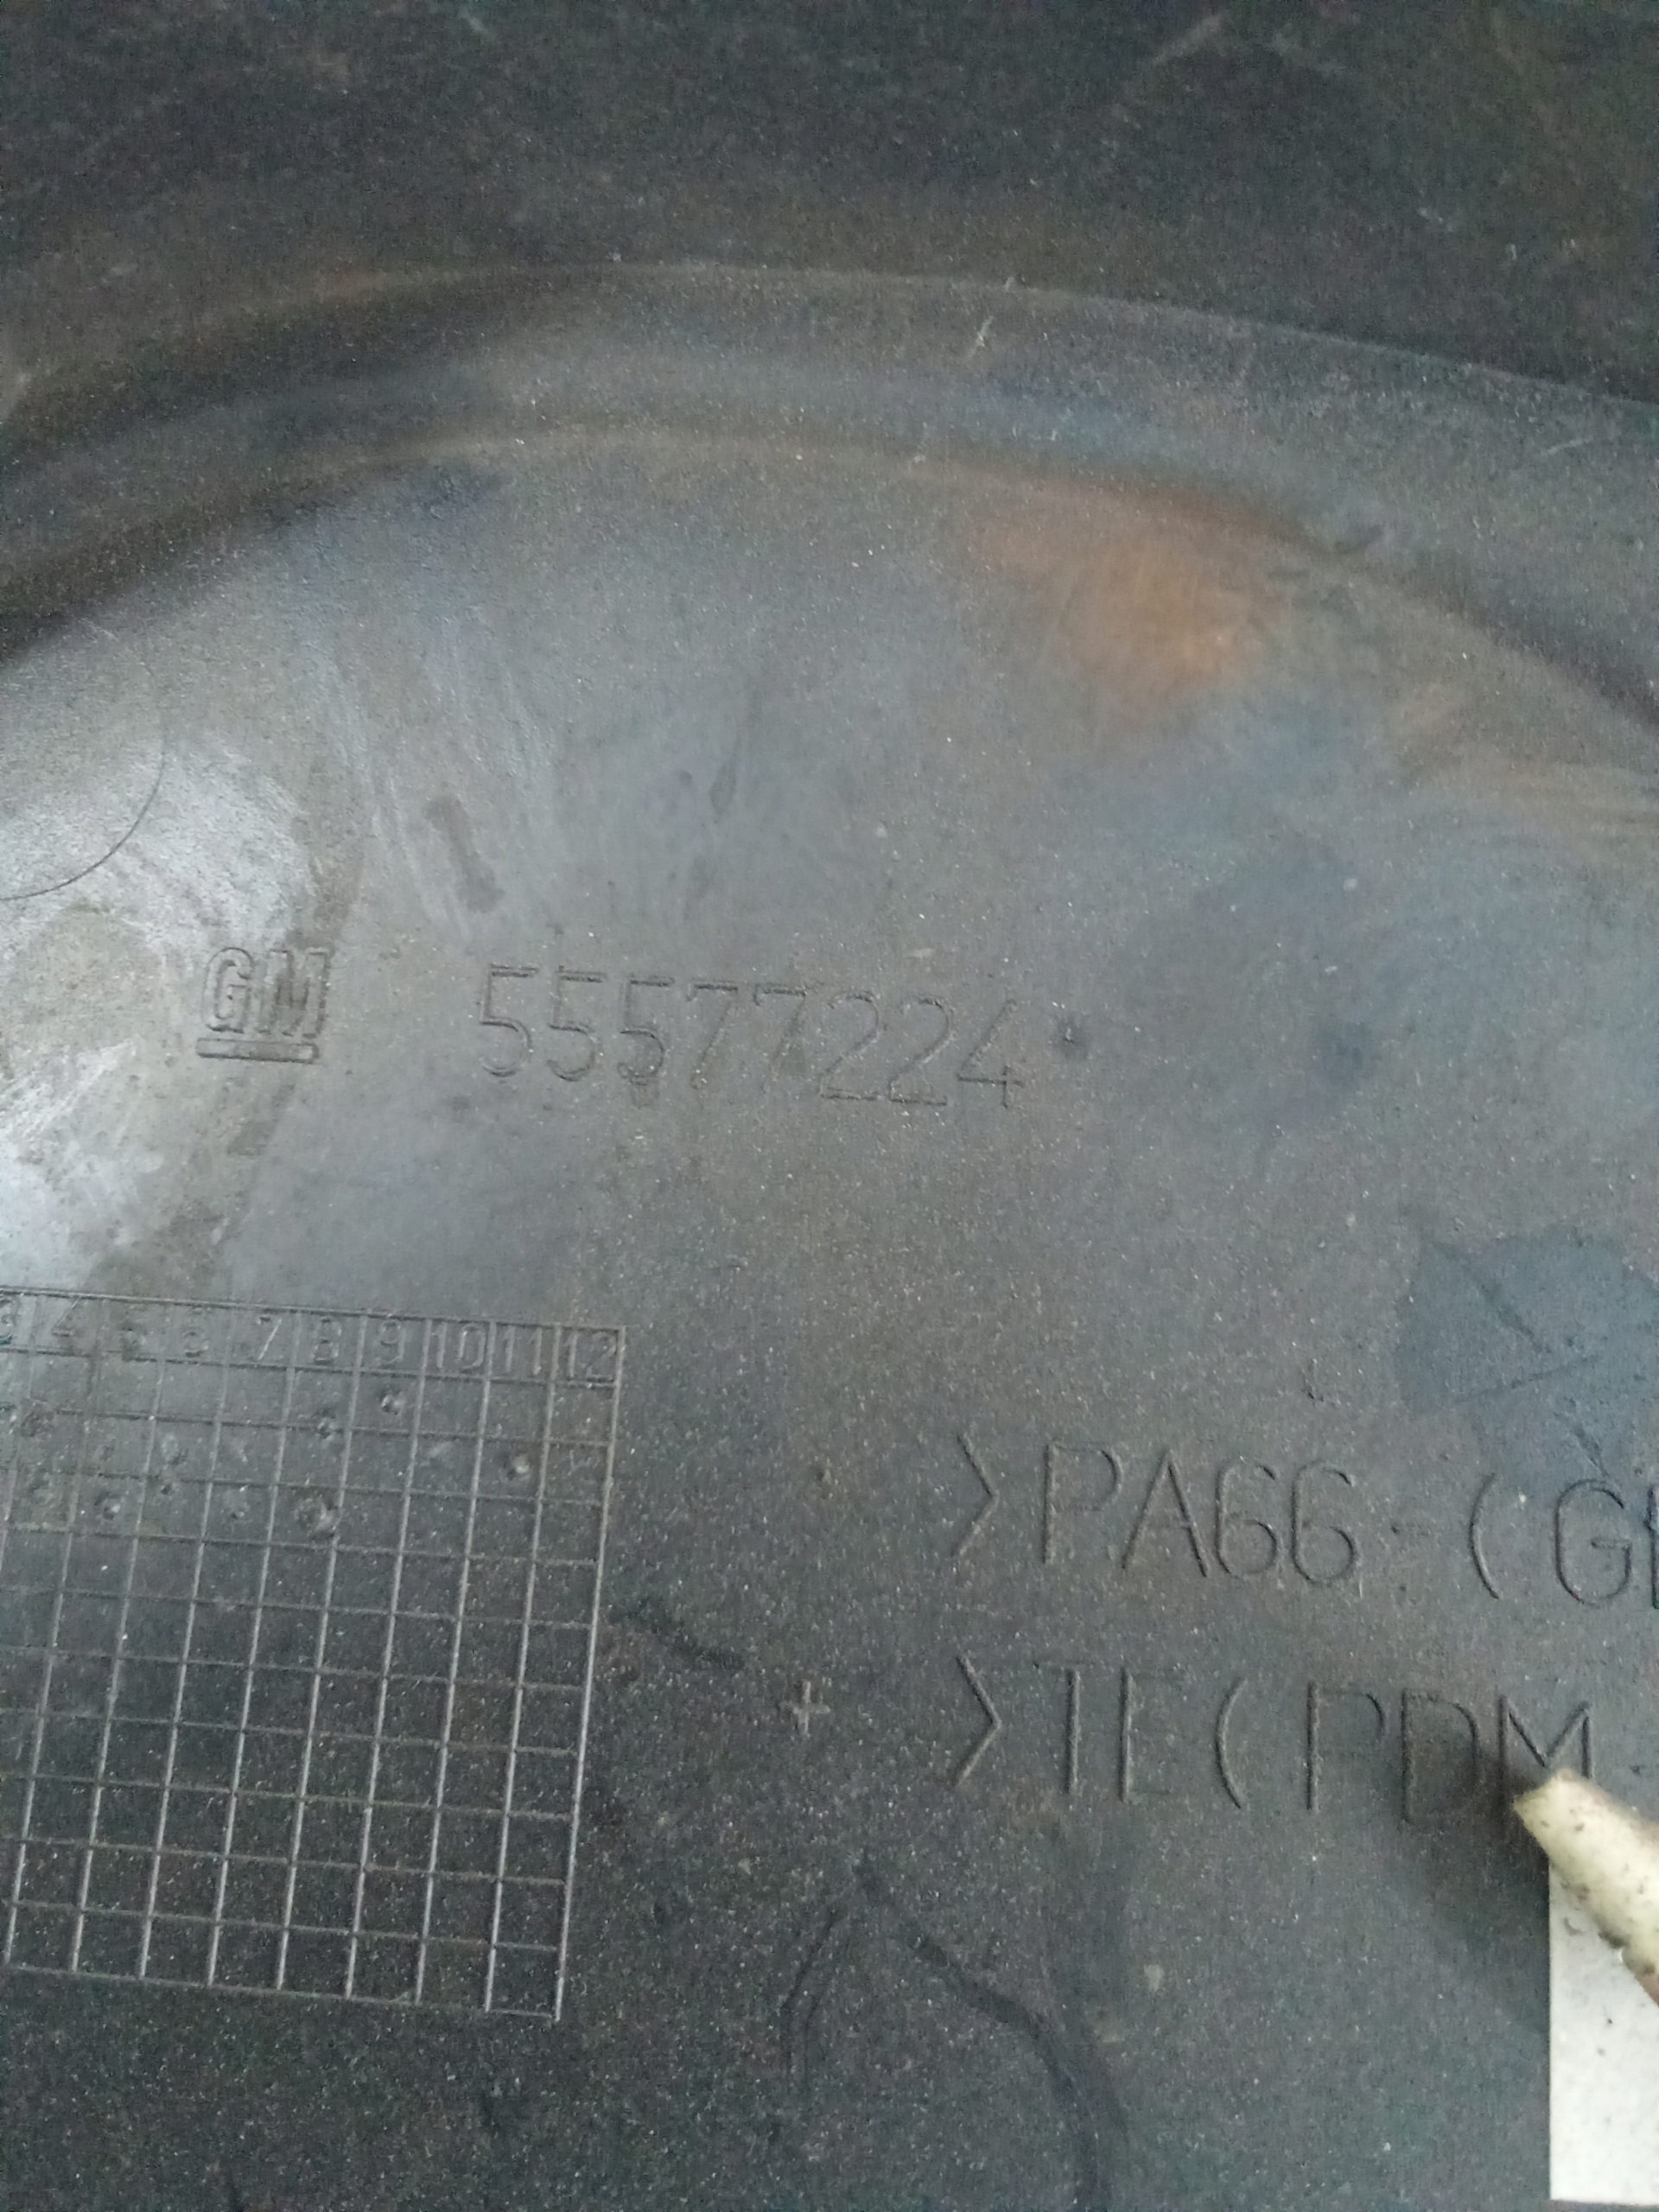 GM 55577224
3 4 5 6 7 8 9 10 11 12
>PA66-(G
>TE(PDM